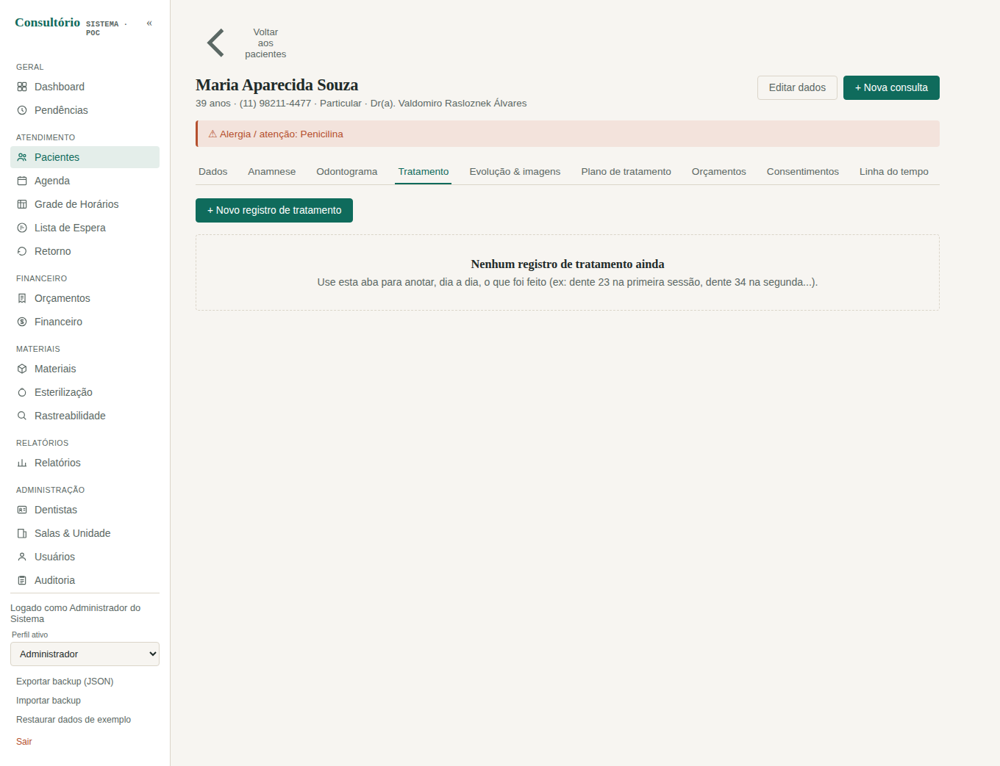 Consultório SISTEMA ·
POC
«
GERAL
Dashboard
Pendências
ATENDIMENTO
Pacientes
Agenda
Grade de Horários
Lista de Espera
Retorno
FINANCEIRO
Orçamentos
Financeiro
MATERIAIS
Materiais
Esterilização
Rastreabilidade
RELATÓRIOS
Relatórios
ADMINISTRAÇÃO
Dentistas
Salas & Unidade
Usuários
Auditoria
Logado como Administrador do
Sistema
Perfil ativo
Administrador
Exportar backup (JSON)
Importar backup
Restaurar dados de exemplo
Sair
Voltar
aos
pacientes
Maria Aparecida Souza
39 anos · (11) 98211-4477 · Particular · Dr(a). Valdomiro Rasloznek Álvares
Editar dados
+ Nova consulta
⚠ Alergia / atenção: Penicilina
Dados Anamnese Odontograma Tratamento Evolução & imagens Plano de tratamento Orçamentos Consentimentos Linha do tempo
+ Novo registro de tratamento
Nenhum registro de tratamento ainda
Use esta aba para anotar, dia a dia, o que foi feito (ex: dente 23 na primeira sessão, dente 34 na segunda...).